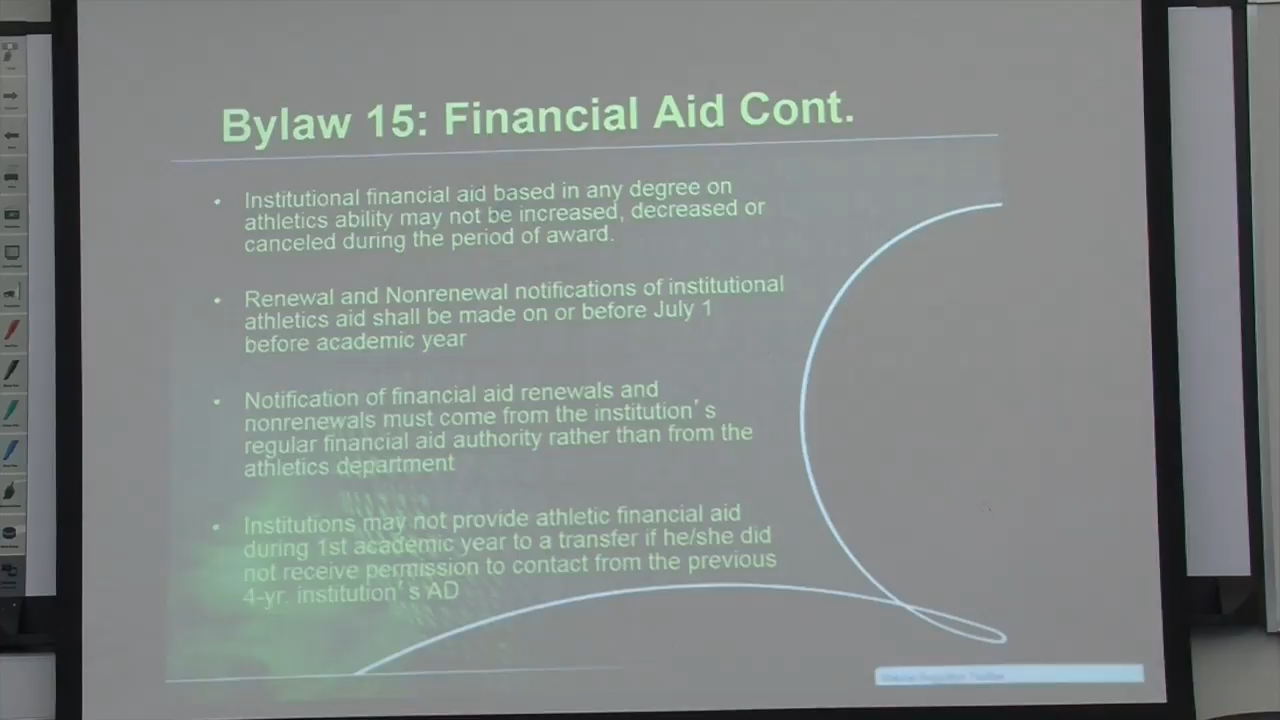 Bylaw 15: Financial Aid Cont.
• Institutional financial aid based in any degree on
athletics ability may not be increased, decreased or
canceled during the period of award.
• Renewal and Nonrenewal notifications of institutional
athletics aid shall be made on or before July 1
before academic year
• Notification of financial aid renewals and
nonrenewals must come from the institution's
regular financial aid authority rather than from the
athletics department
• Institutions may not provide athletic financial aid
during 1st academic year to a transfer if he/she did
not receive permission to contact from the previous
4-yr. institution's AD